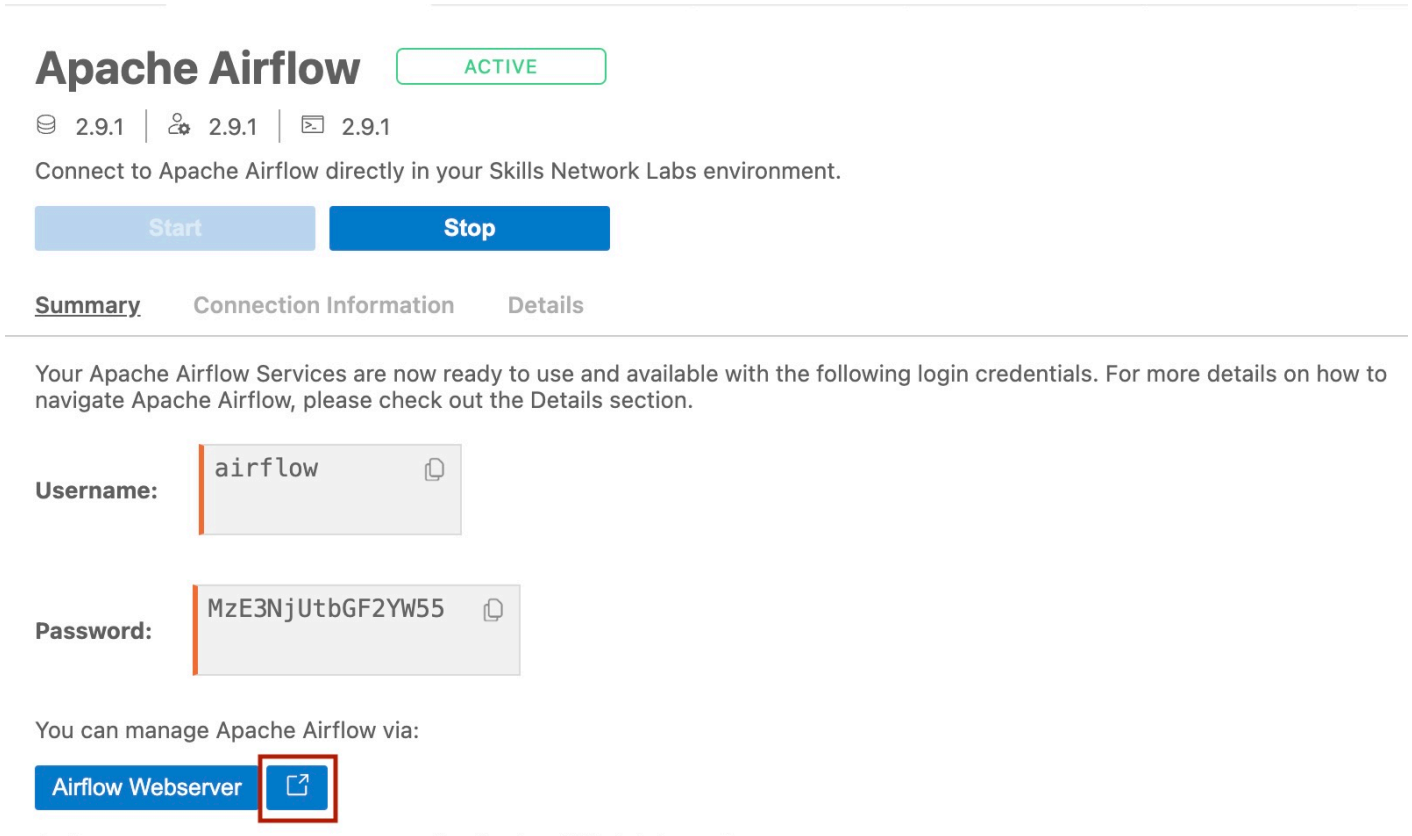 Apache Airflow ACTIVE
2.9.1 2.9.1 2.9.1
Connect to Apache Airflow directly in your Skills Network Labs environment.
Start Stop
Summary Connection Information Details
Your Apache Airflow Services are now ready to use and available with the following login credentials. For more details on how to
navigate Apache Airflow, please check out the Details section.
airflow
Username:
MzE3NjUtbGF2YW55
Password:
You can manage Apache Airflow via:
Airflow Webserver